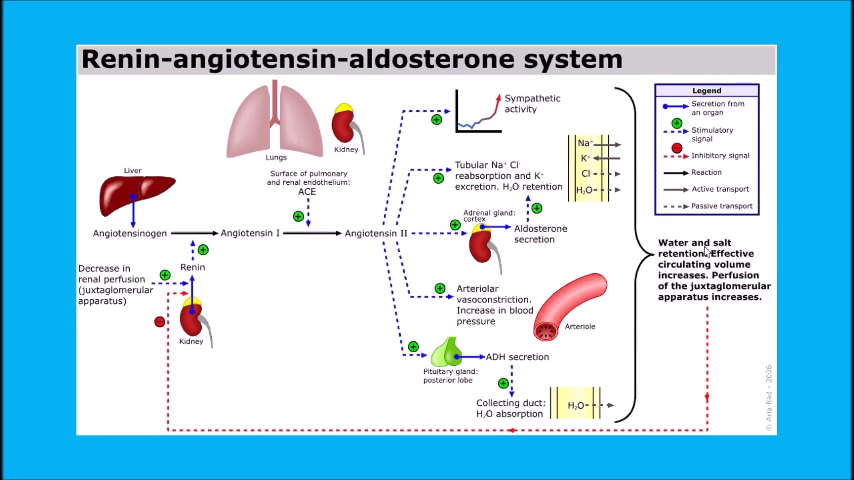 Renin-angiotensin-aldosterone system
Lungs
Kidney
Liver
Surface of pulmonary
and renal endothelium:
ACE
Angiotensinogen
Angiotensin I
Angiotensin II
Decrease in
renal perfusion
(juxtaglomerular
apparatus)
Renin
Kidney
Sympathetic
activity
Tubular Na⁺ Cl⁻
reabsorption and K⁺
excretion. H₂O retention
Na⁺
K⁺
Cl⁻
H₂O
Adrenal gland:
cortex
Aldosterone
secretion
Arteriolar
vasoconstriction.
Increase in blood
pressure
Arteriole
ADH secretion
Pituitary gland:
posterior lobe
Collecting duct:
H₂O absorption
H₂O
Legend
Secretion from
an organ
Stimulatory
signal
Inhibitory signal
Reaction
Active transport
Passive transport
Water and salt
retention. Effective
circulating volume
increases. Perfusion
of the juxtaglomerular
apparatus increases.
© Aria Rad - 2006